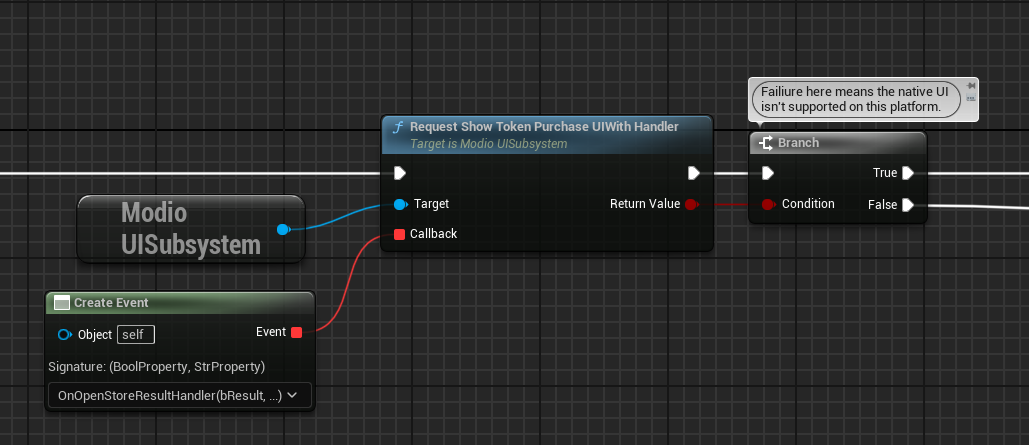 Failiure here means the native UI
isn't supported on this platform.
Request Show Token Purchase UIWith Handler
Target is Modio UISubsystem
Branch
True
Modio
UISubsystem
Target
Return Value
Condition
False
Callback
Create Event
Object
self
Event
Signature: (BoolProperty, StrProperty)
OnOpenStoreResultHandler(bResult, ...)